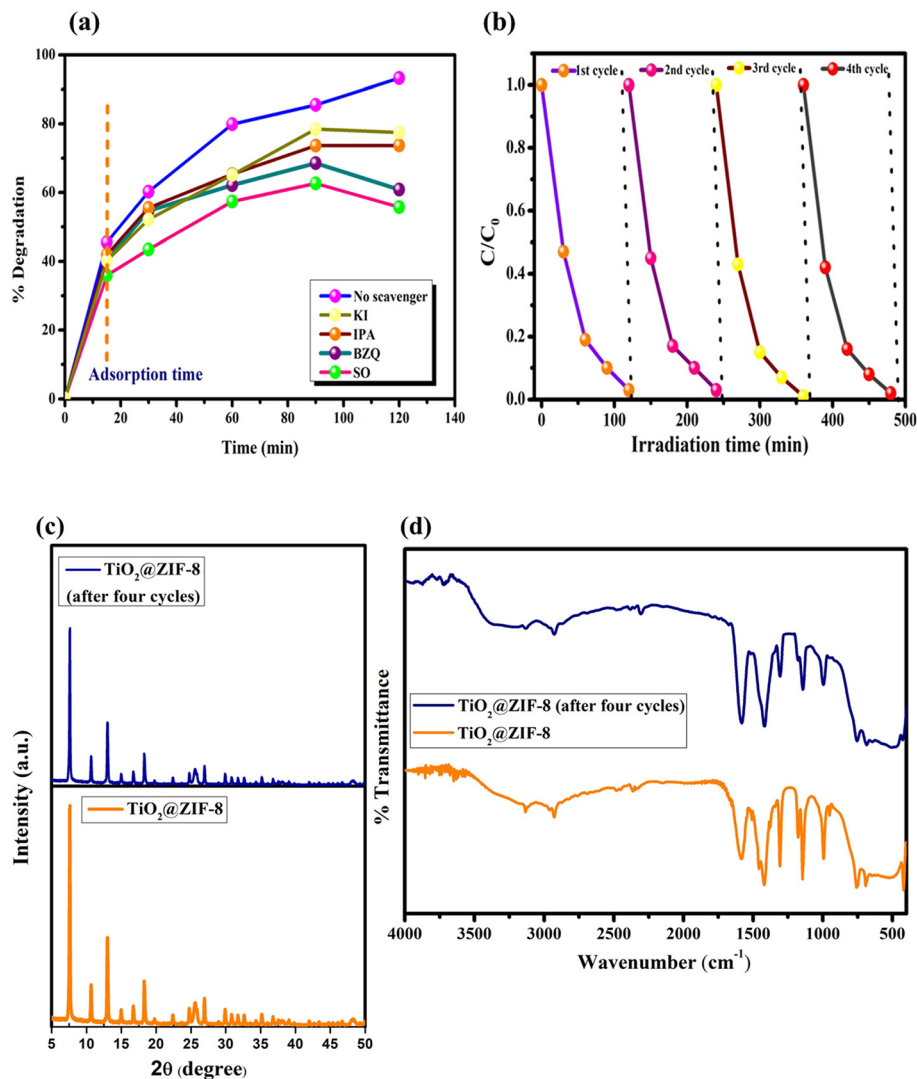 (a)
% Degradation
100
80
60
40
20
0
Adsorption time
No scavenger
KI
IPA
BZQ
SO
0 20 40 60 80 100 120 140
Time (min)
(b)
1st cycle 2nd cycle 3rd cycle 4th cycle
C/C0
1.0
0.8
0.6
0.4
0.2
0.0
0 100 200 300 400 500
Irradiation time (min)
(c)
TiO2@ZIF-8
(after four cycles)
Intensity (a.u.)
TiO2@ZIF-8
5 10 15 20 25 30 35 40 45 50
2θ (degree)
(d)
% Transmittance
TiO2@ZIF-8 (after four cycles)
TiO2@ZIF-8
4000 3500 3000 2500 2000 1500 1000 500
Wavenumber (cm-1)